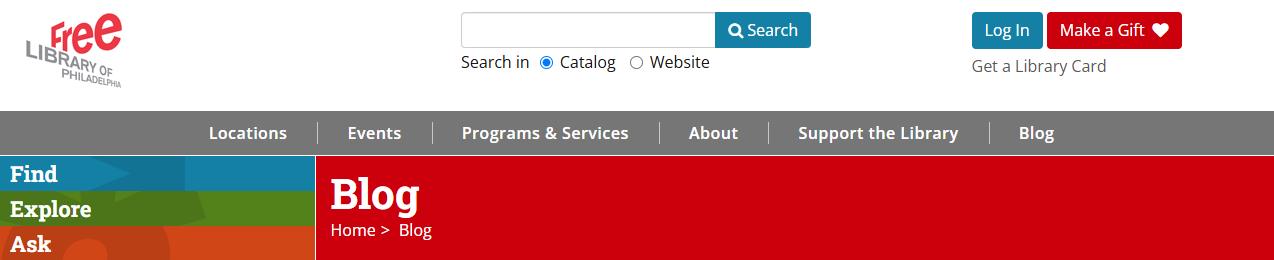 Free
LIBRARY OF
PHILADELPHIA
Search
Search in Catalog Website
Log In Make a Gift
Get a Library Card
Locations Events Programs & Services About Support the Library Blog
Find
Explore
Ask
Blog
Home > Blog